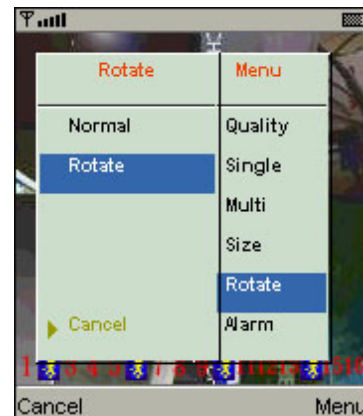 Rotate Menu
Normal Quality
Rotate Single
Multi
Size
Rotate
Cancel Alarm
Cancel Menu